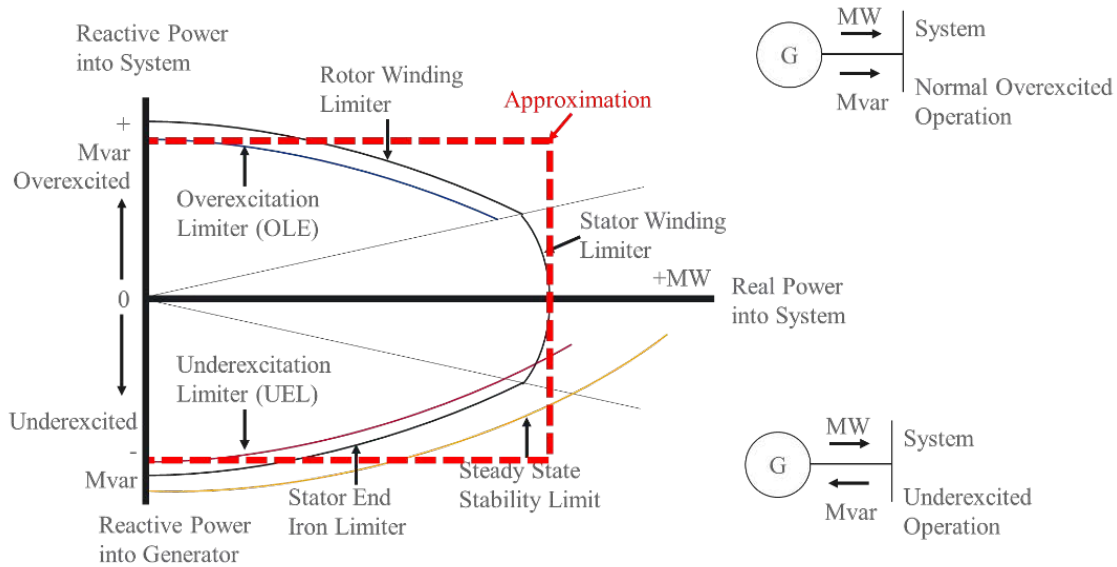 Reactive Power
into System
Rotor Winding
Limiter
Approximation
+
Mvar
Overexcited
Overexcitation
Limiter (OLE)
Stator Winding
Limiter
0
+MW
Real Power
into System
Underexcitation
Limiter (UEL)
Underexcited
-
Mvar
Steady State
Stability Limit
Stator End
Iron Limiter
Reactive Power
into Generator
MW
System
G
Mvar
Normal Overexcited
Operation
MW
System
G
Mvar
Underexcited
Operation